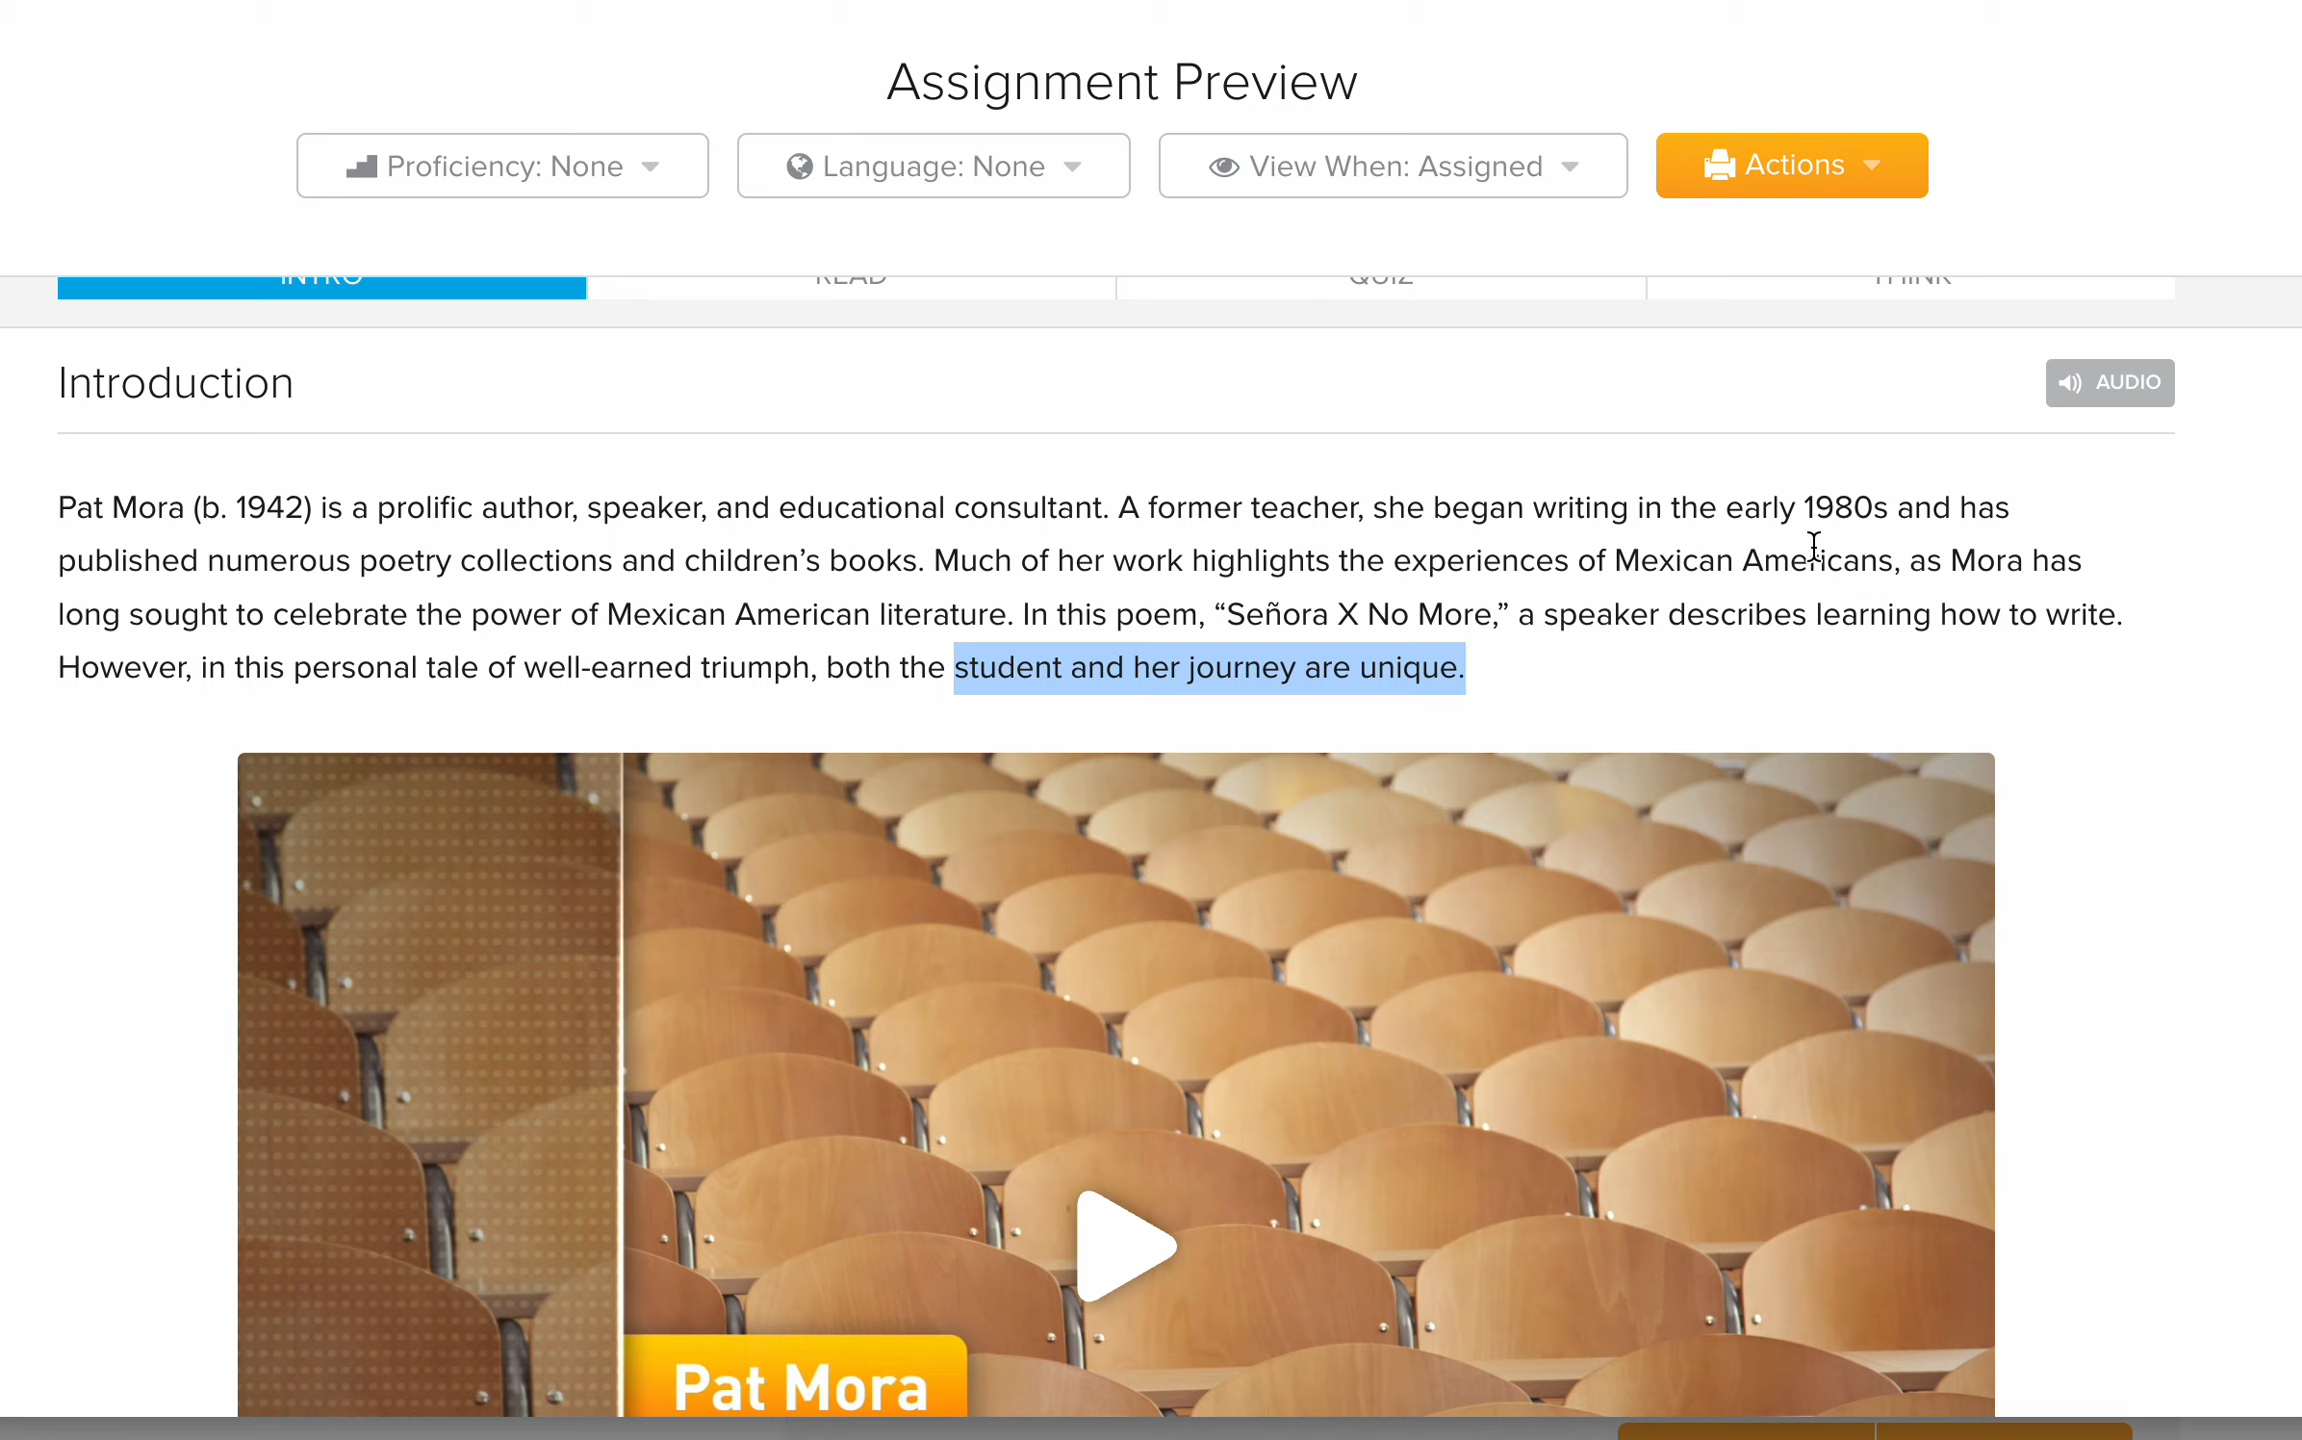 Assignment Preview
Proficiency: None
Language: None
View When: Assigned
Actions
INTRO
READ
QUIZ
THINK
Introduction
AUDIO
Pat Mora (b. 1942) is a prolific author, speaker, and educational consultant. A former teacher, she began writing in the early 1980s and has
published numerous poetry collections and children’s books. Much of her work highlights the experiences of Mexican Americans, as Mora has
long sought to celebrate the power of Mexican American literature. In this poem, “Señora X No More,” a speaker describes learning how to write.
However, in this personal tale of well-earned triumph, both the student and her journey are unique.
Pat Mora